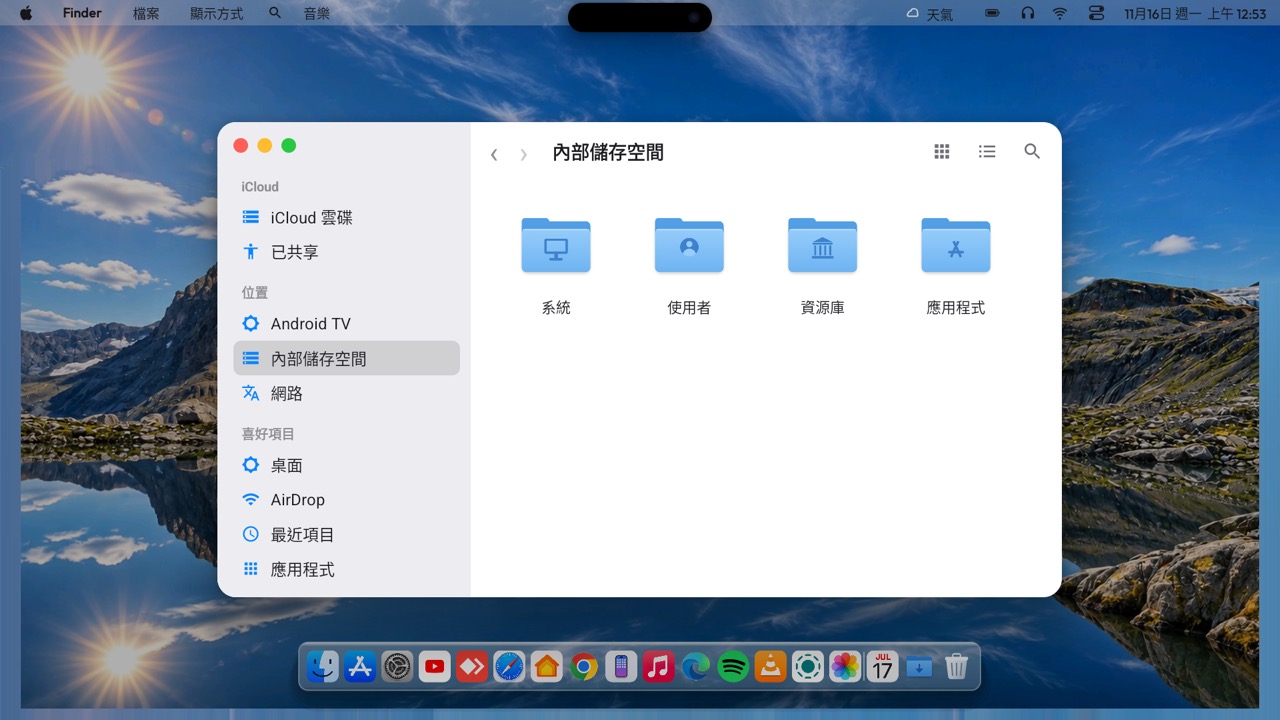 Finder 檔案 顯示方式 音樂 天氣 11月16日 週一 上午 12:53
iCloud
iCloud 雲碟
已共享
位置
Android TV
內部儲存空間
網路
喜好項目
桌面
AirDrop
最近項目
應用程式
內部儲存空間
系統 使用者 資源庫 應用程式
JUL
17